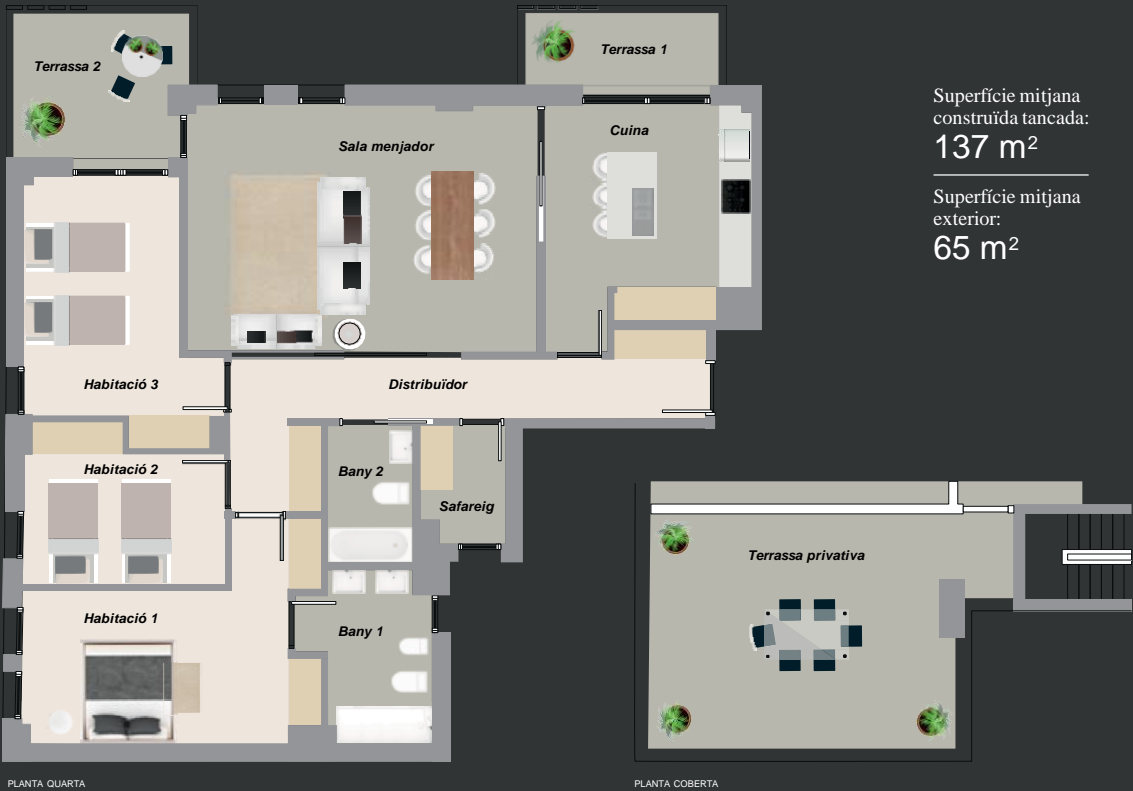 Terrassa 2
Terrassa 1
Sala menjador
Cuina
Superfície mitjana
construïda tancada:
137 m²
Superfície mitjana
exterior:
65 m²
Habitació 3
Distribuïdor
Habitació 2
Bany 2
Safareig
Habitació 1
Bany 1
Terrassa privativa
PLANTA QUARTA
PLANTA COBERTA